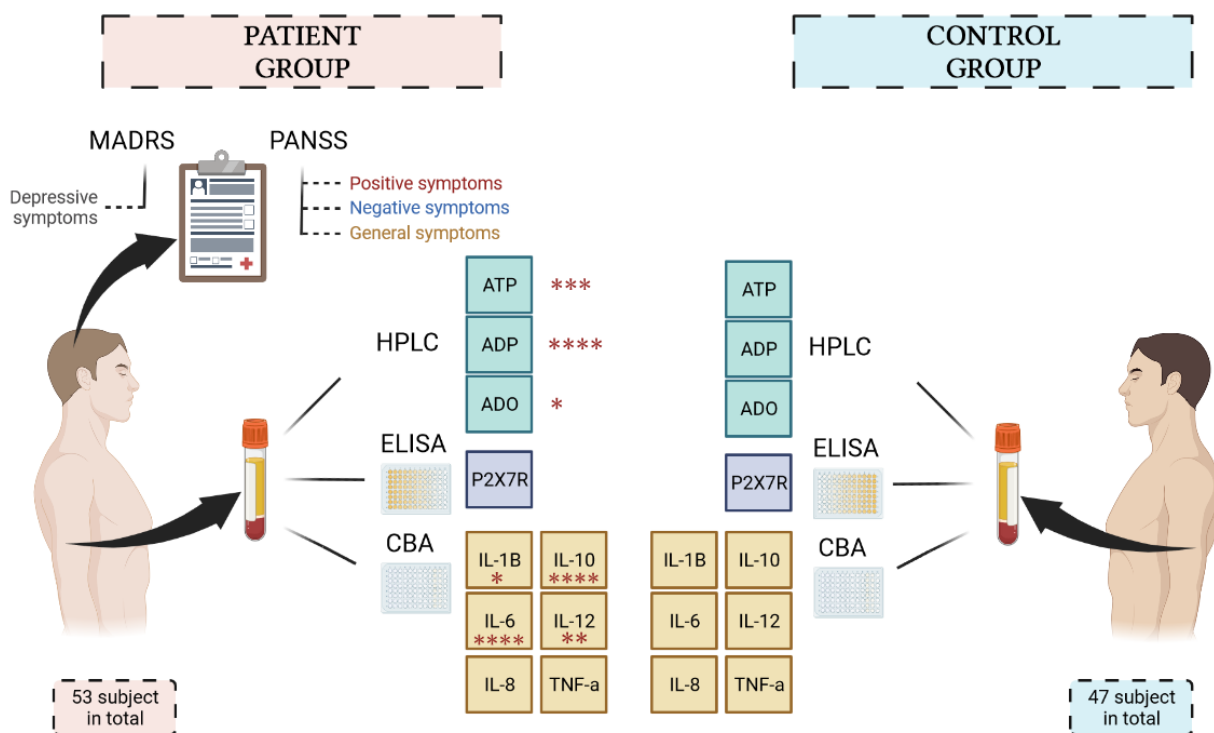 PATIENT
GROUP
CONTROL
GROUP
MADRS
PANSS
Depressive
symptoms
Positive symptoms
Negative symptoms
General symptoms
HPLC
ATP ***
ADP ****
ADO *
ELISA
P2X7R
CBA
IL-1B
*
IL-10
****
IL-6
****
IL-12
**
IL-8
TNF-a
53 subject
in total
ATP
ADP
ADO
HPLC
P2X7R
ELISA
IL-1B
IL-10
IL-6
IL-12
IL-8
TNF-a
CBA
47 subject
in total